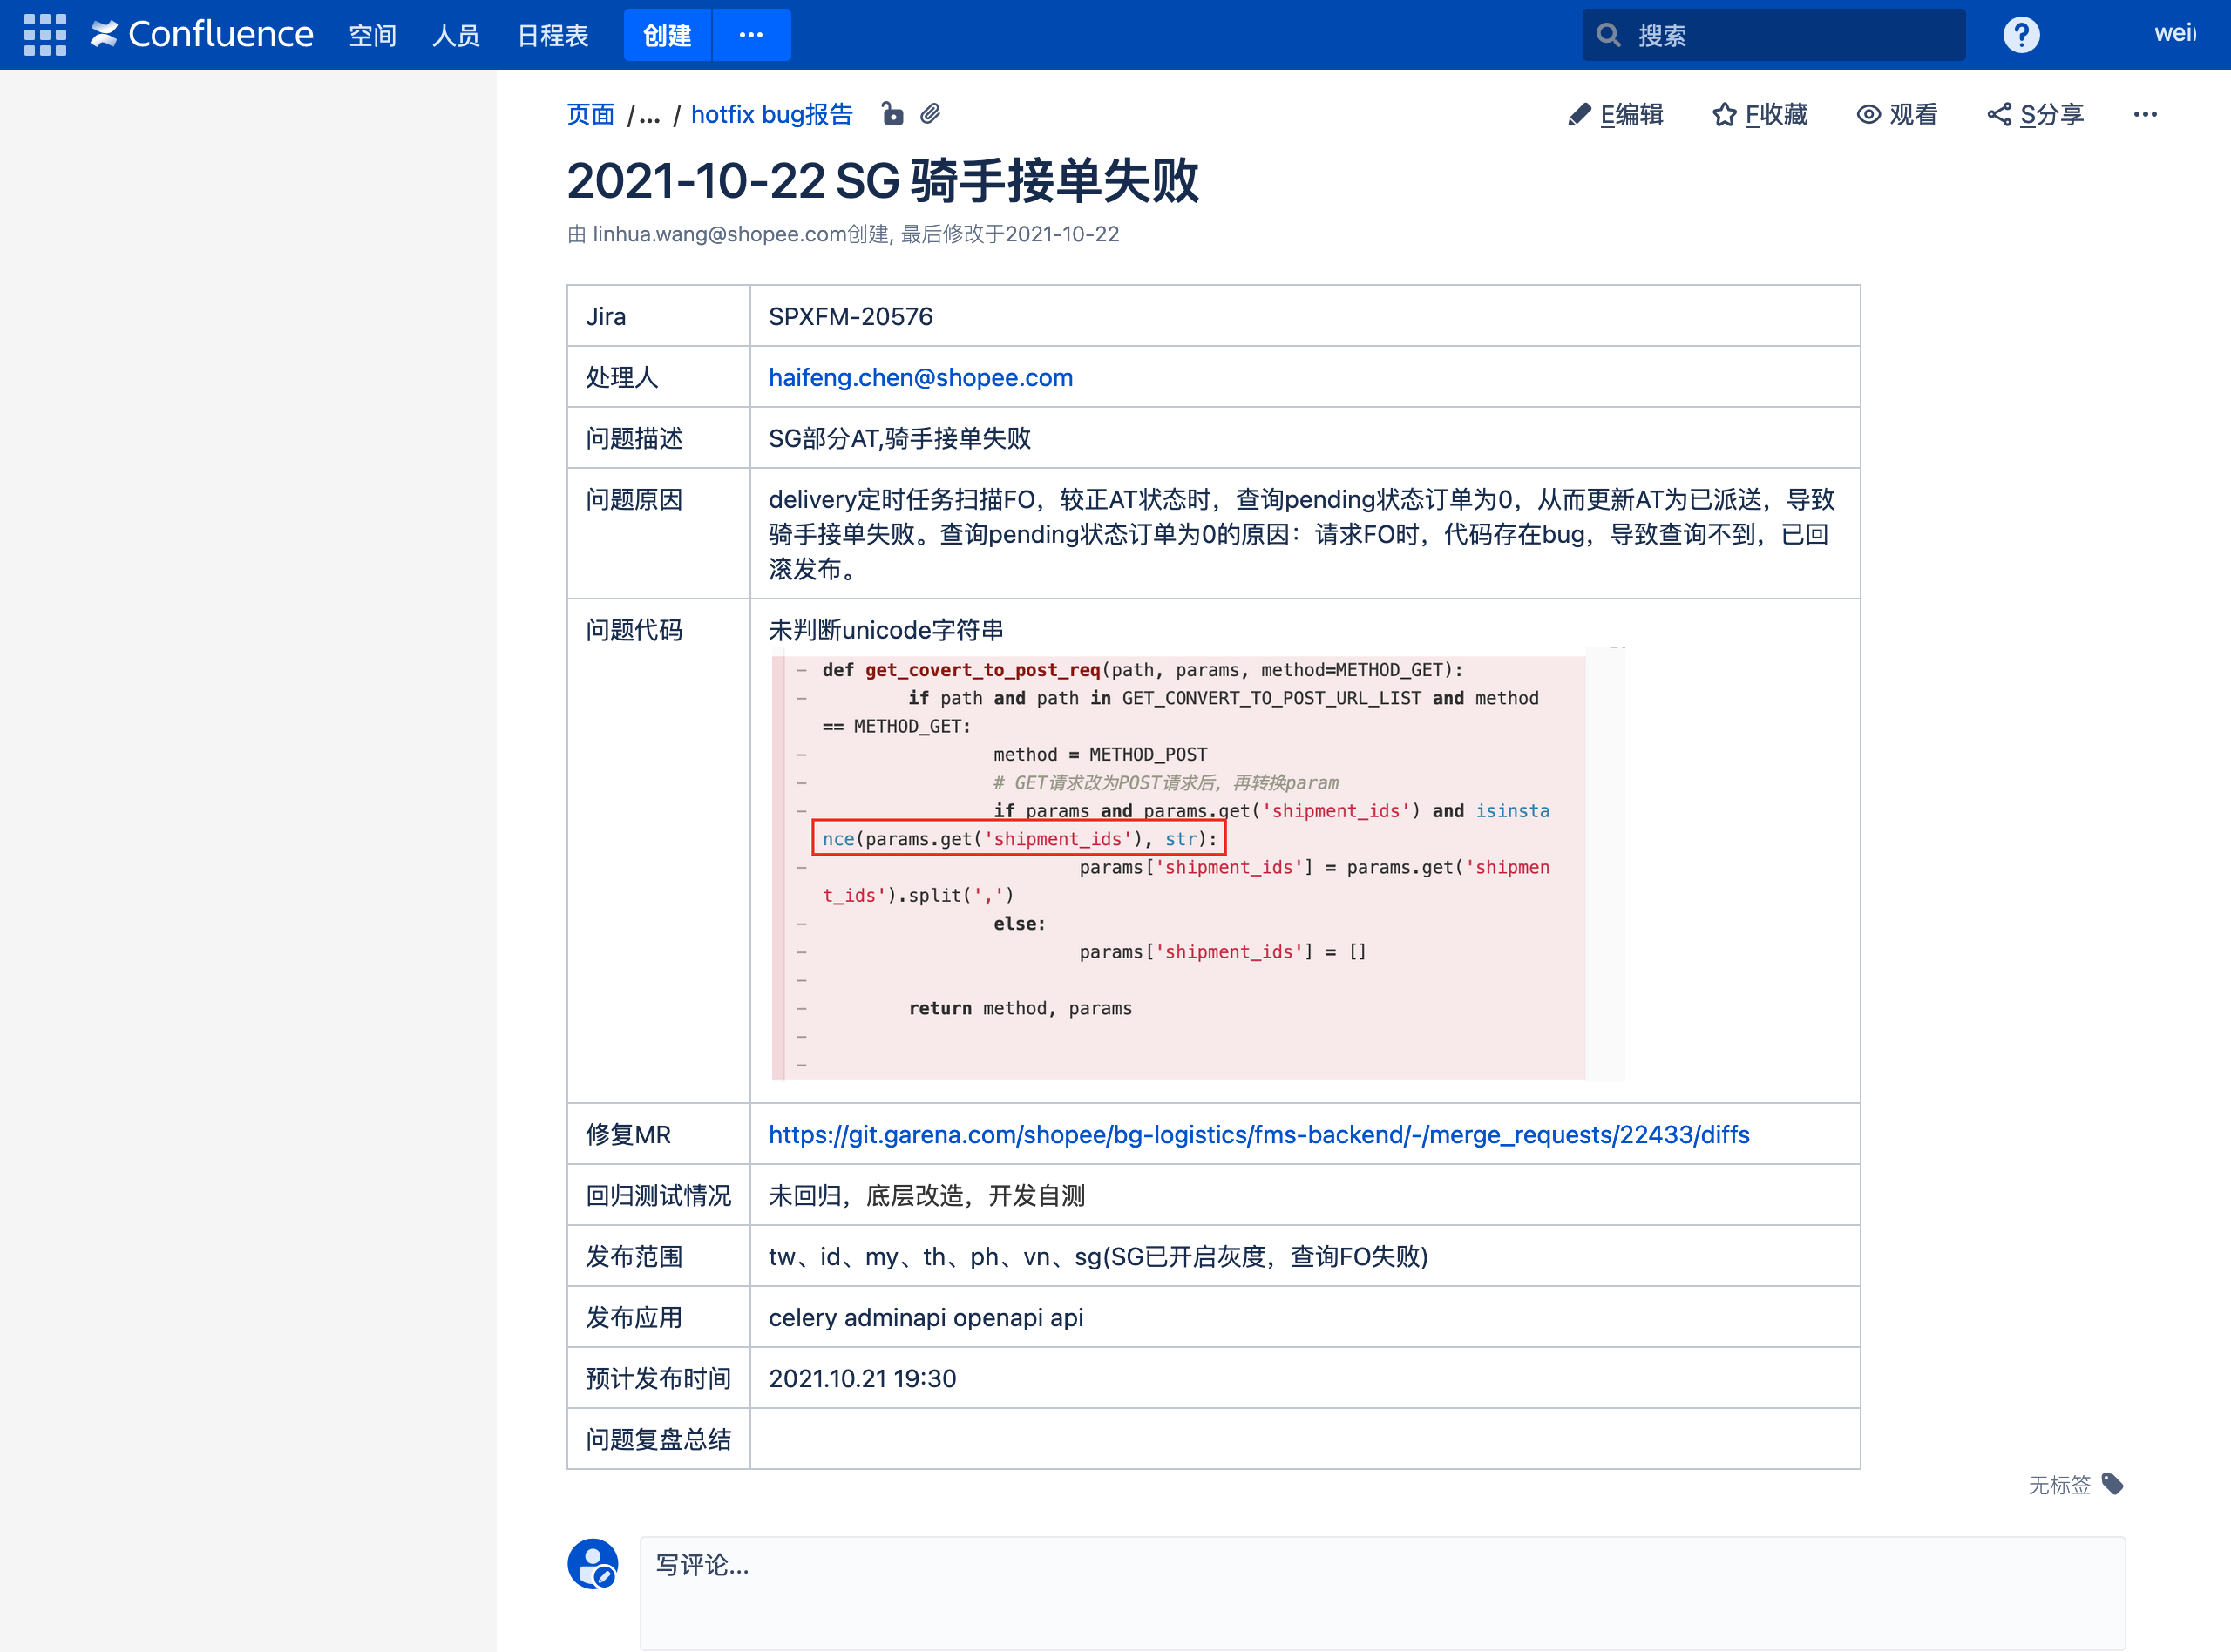 Confluence 空间 人员 日程表 创建 ··· 搜索 ? weil
页面 /... / hotfix bug报告 E编辑 F收藏 观看 S分享 ···
2021-10-22 SG 骑手接单失败
由 linhua.wang@shopee.com创建, 最后修改于2021-10-22
Jira SPXFM-20576
处理人 haifeng.chen@shopee.com
问题描述 SG部分AT,骑手接单失败
问题原因 delivery定时任务扫描FO，较正AT状态时，查询pending状态订单为0，从而更新AT为已派送，导致
骑手接单失败。查询pending状态订单为0的原因：请求FO时，代码存在bug，导致查询不到，已回
滚发布。
问题代码 未判断unicode字符串
- def get_covert_to_post_req(path, params, method=METHOD_GET):
- if path and path in GET_CONVERT_TO_POST_URL_LIST and method
== METHOD_GET:
- method = METHOD_POST
- # GET请求改为POST请求后，再转换param
- if params and params.get('shipment_ids') and isinsta
nce(params.get('shipment_ids'), str):
- params['shipment_ids'] = params.get('shipmen
t_ids').split(',')
- else:
- params['shipment_ids'] = []
-
- return method, params
-
-
修复MR https://git.garena.com/shopee/bg-logistics/fms-backend/-/merge_requests/22433/diffs
回归测试情况 未回归，底层改造，开发自测
发布范围 tw、id、my、th、ph、vn、sg(SG已开启灰度，查询FO失败)
发布应用 celery adminapi openapi api
预计发布时间 2021.10.21 19:30
问题复盘总结
无标签
写评论...